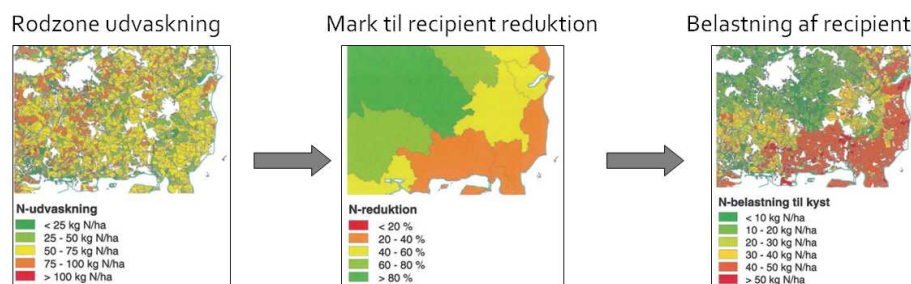 Rodzone udvaskning
Mark til recipient reduktion
Belastning af recipient
N-udvaskning
< 25 kg N/ha
25 - 50 kg N/ha
50 - 75 kg N/ha
75 - 100 kg N/ha
> 100 kg N/ha
N-reduktion
< 20 %
20 - 40 %
40 - 60 %
60 - 80 %
> 80 %
N-belastning til kyst
< 10 kg N/ha
10 - 20 kg N/ha
20 - 30 kg N/ha
30 - 40 kg N/ha
40 - 50 kg N/ha
> 50 kg N/ha